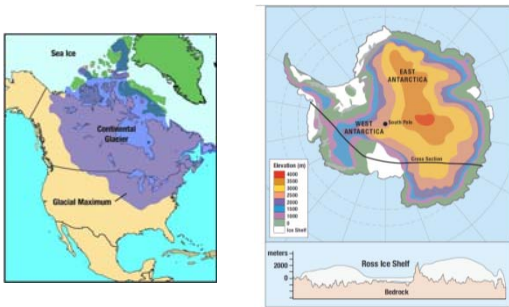 Sea Ice
Continental
Glacier
Glacial Maximum
EAST
ANTARCTICA
South Pole
WEST
ANTARCTICA
Cross Section
Elevation (m)
4000
3500
3000
2500
2000
1500
1000
0
Ice Shelf
meters
2000
0
Ross Ice Shelf
Bedrock